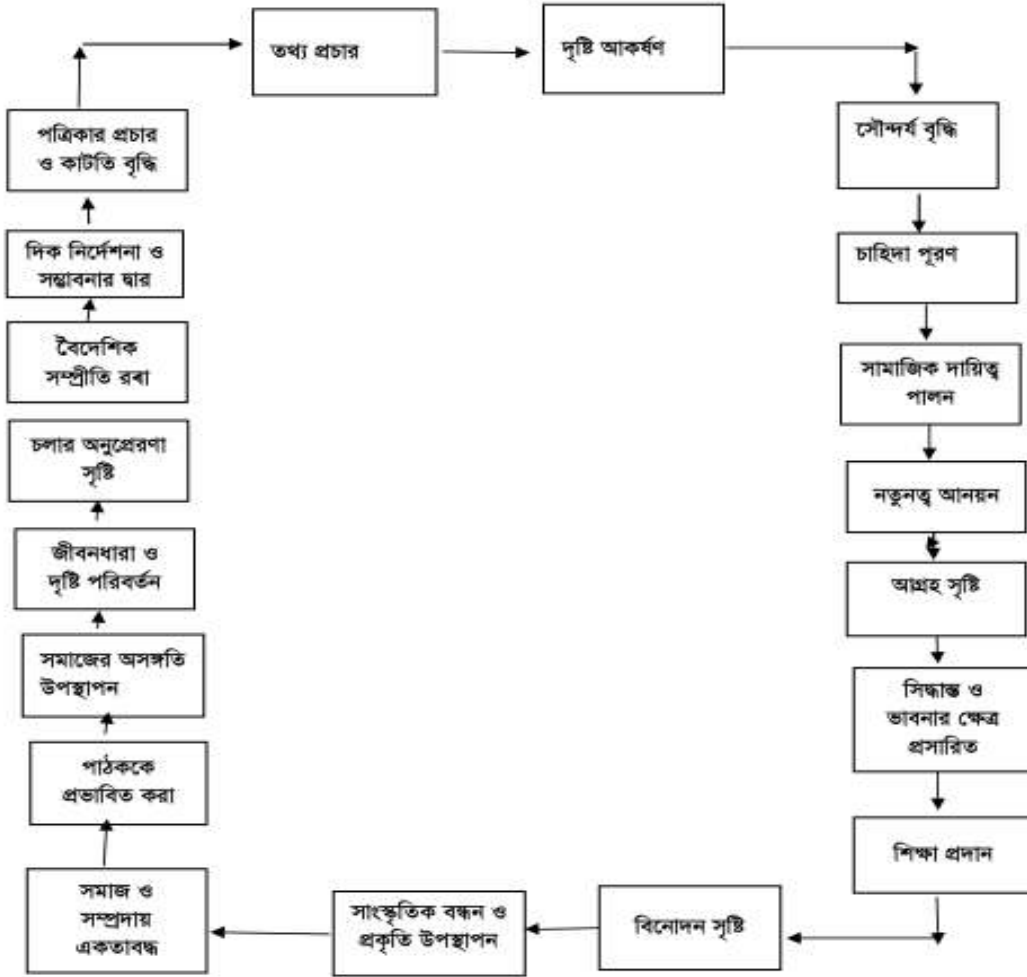 তথ্য প্রচার
দৃষ্টি আকর্ষণ
সৌন্দর্য বৃদ্ধি
চাহিদা পূরণ
সামাজিক দায়িত্ব
পালন
নতুনত্ব আনয়ন
আগ্রহ সৃষ্টি
সিদ্ধান্ত ও
ভাবনার ক্ষেত্র
প্রসারিত
শিক্ষা প্রদান
বিনোদন সৃষ্টি
সাংস্কৃতিক বন্ধন ও
প্রকৃতি উপস্থাপন
সমাজ ও
সম্প্রদায়
একতাবদ্ধ
পাঠককে
প্রভাবিত করা
সমাজের অসঙ্গতি
উপস্থাপন
জীবনধারা ও
দৃষ্টি পরিবর্তন
চলার অনুপ্রেরণা
সৃষ্টি
বৈদেশিক
সম্প্রীতি রৰা
দিক নির্দেশনা ও
সম্ভাবনার দ্বার
পত্রিকার প্রচার
ও কাটতি বৃদ্ধি